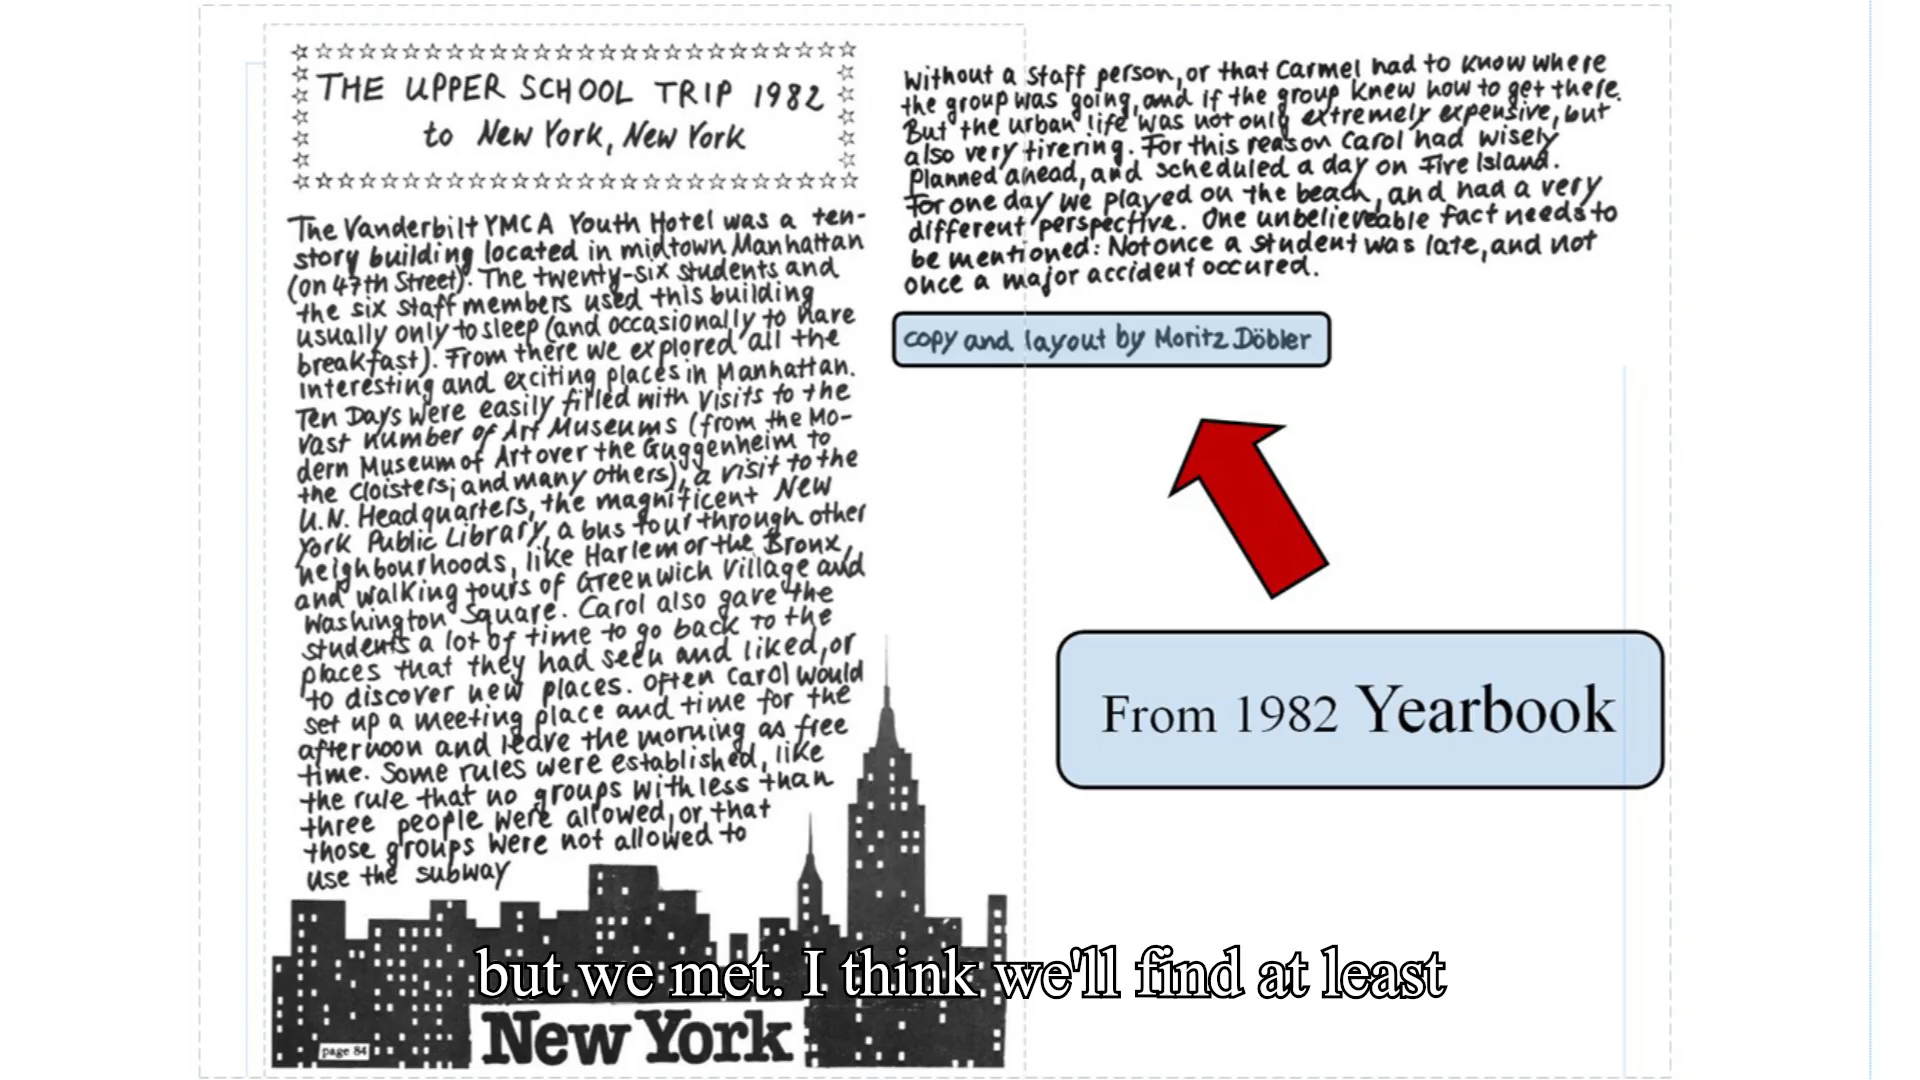 THE UPPER SCHOOL TRIP 1982
to New York, New York
The Vanderbilt YMCA Youth Hotel was a ten-
story building located in midtown Manhattan
(on 47th Street). The twenty-six students and
the six staff members used this building
usually only to sleep (and occasionally to have
breakfast). From there we explored all the
interesting and exciting places in Manhattan.
Ten Days were easily filled with visits to the
vast number of Art Museums (from the Mo-
dern Museum of Art over the Guggenheim to
the Cloisters; and many others), a visit to the
U.N. Headquarters, the magnificent New
York Public Library, a bus tour through other
neighbourhoods, like Harlem or the Bronx,
and walking tours of Greenwich Village and
Washington Square. Carol also gave the
students a lot of time to go back to the
places that they had seen and liked, or
to discover new places. Often Carol would
set up a meeting place and time for the
afternoon and leave the morning as free
time. Some rules were established, like
the rule that no groups with less than
three people were allowed, or that
those groups were not allowed to
use the subway
without a staff person, or that Carmel had to know where
the group was going, and if the group knew how to get there.
But the urban life was not only extremely expensive, but
also very tirering. For this reason Carol had wisely
planned ahead, and scheduled a day on Fire Island.
For one day we played on the beach, and had a very
different perspective. One unbelieveable fact needs to
be mentioned: Not once a student was late, and not
once a major accident occured.
copy and layout by Moritz Döbler
From 1982 Yearbook
but we met. I think we'll find at least
New York
page 84